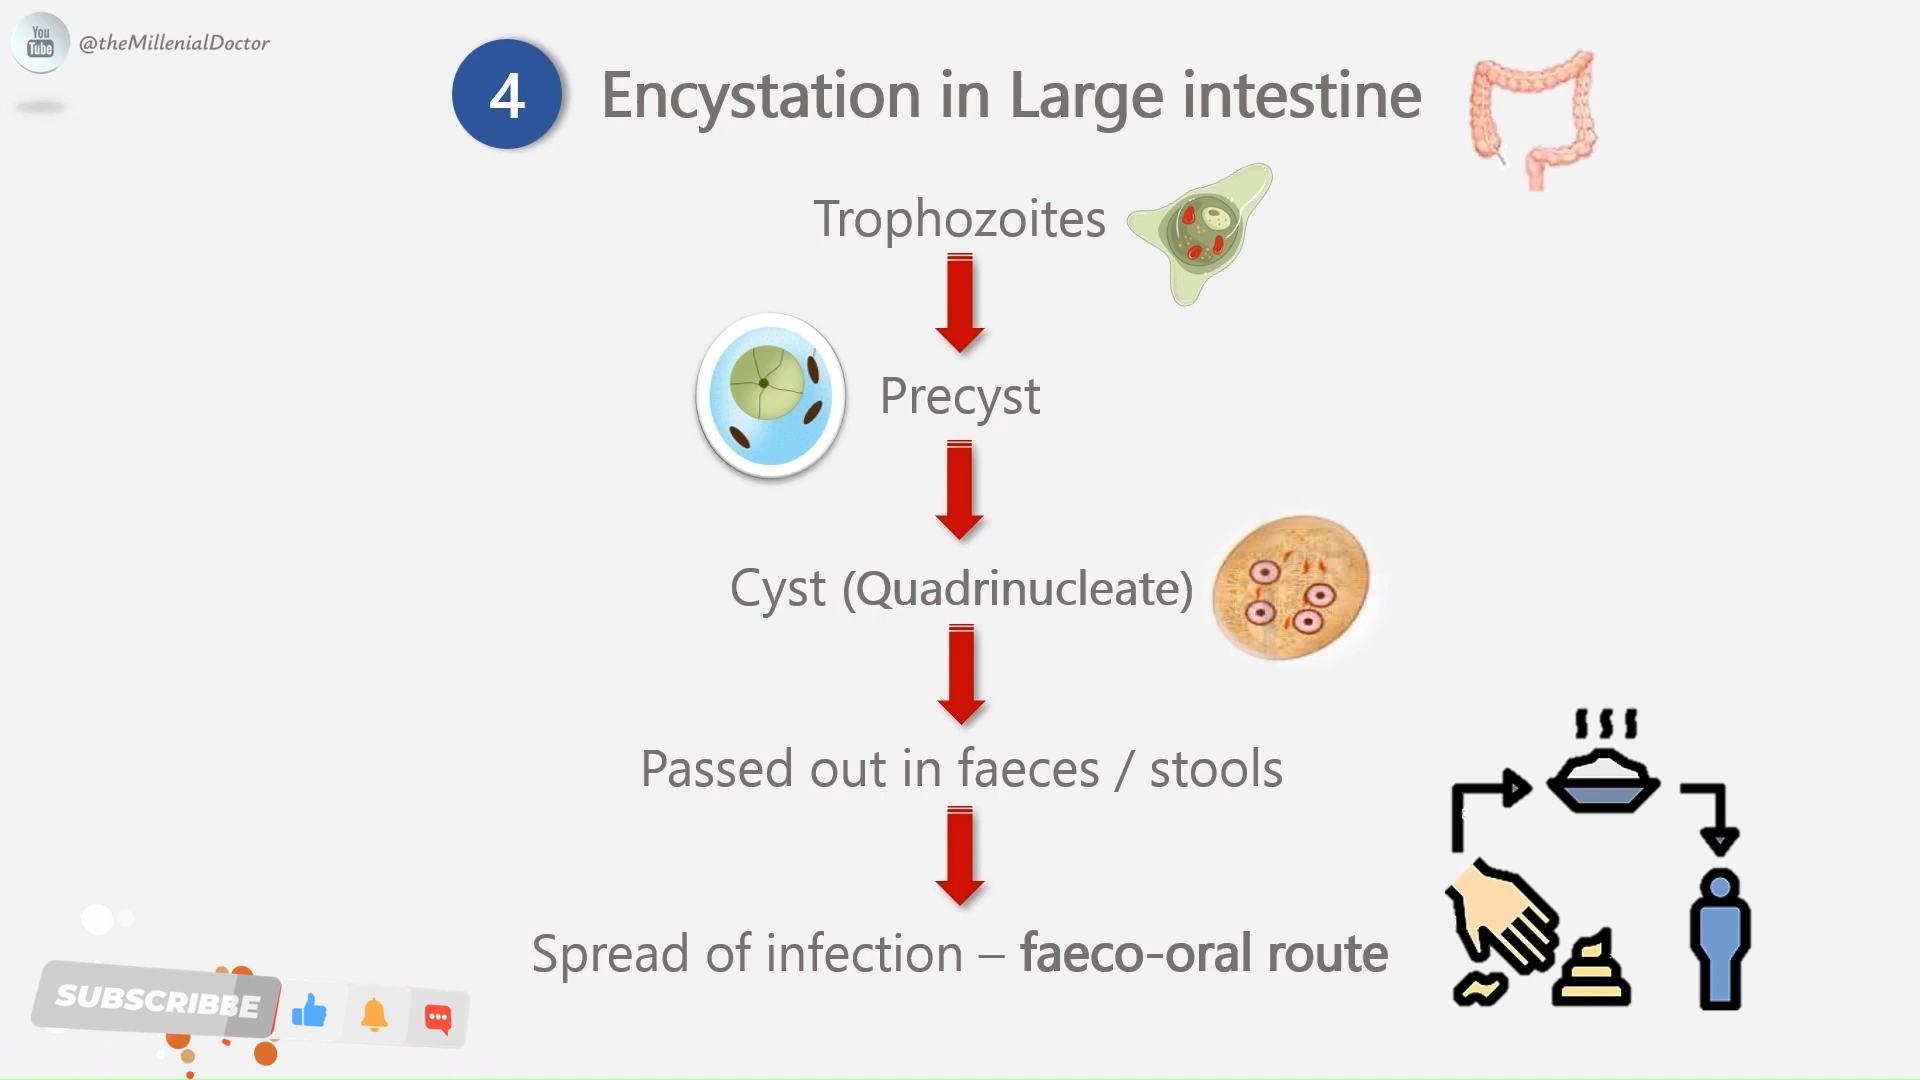 You
Tube
@theMillenialDoctor
4
Encystation in Large intestine
Trophozoites
Precyst
Cyst (Quadrinucleate)
Passed out in faeces / stools
Spread of infection – faeco-oral route
SUBSCRIBBE